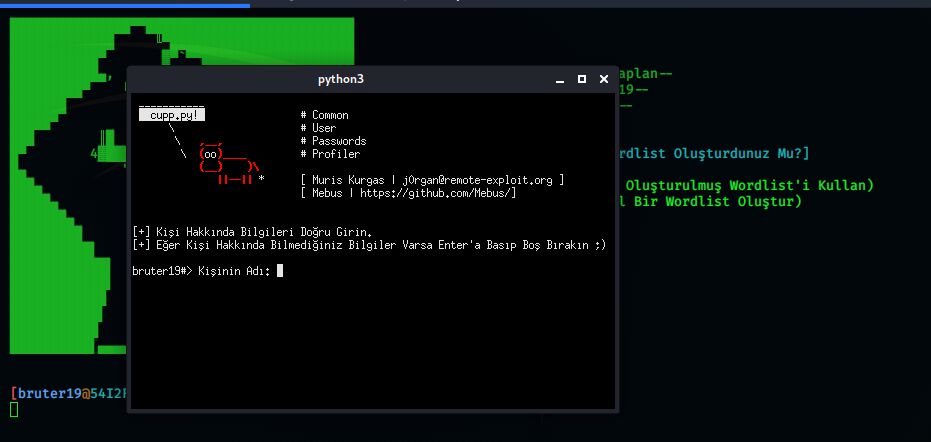 python3
cupp.py!
# Common
# User
# Passwords
# Profiler
(oo)
[ Muris Kurgas | j0rgan@remote-exploit.org ]
[ Mebus | https://github.com/Mebus/]
[+] Kişi Hakkında Bilgileri Doğru Girin.
[+] Eğer Kişi Hakkında Bilmediğiniz Bilgiler Varsa Enter'a Basıp Boş Bırakın ;)
bruter19#> Kişinin Adı:
aplan--
19--
--
rdlist Oluşturdunuz Mu?]
Oluşturulmuş Wordlist'i Kullan)
l Bir Wordlist Oluştur)
4
[bruter19@54I2F